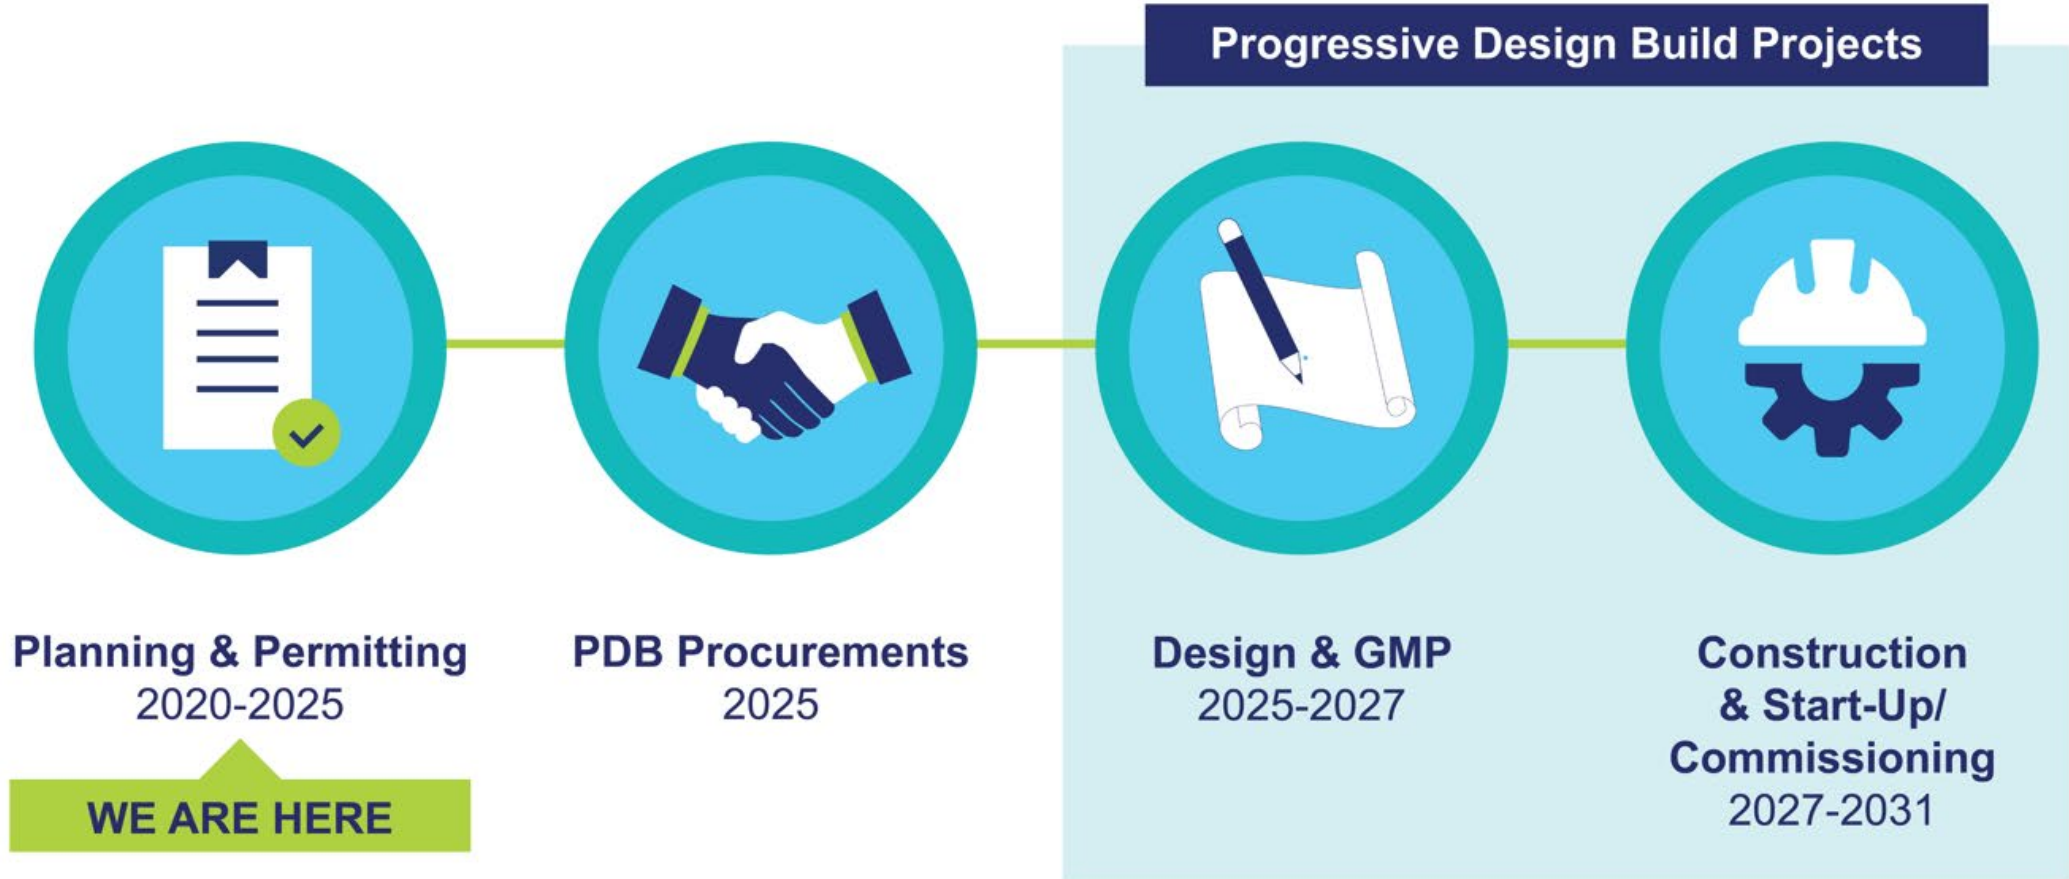 Progressive Design Build Projects
Planning & Permitting
2020-2025
WE ARE HERE
PDB Procurements
2025
Design & GMP
2025-2027
Construction
& Start-Up/
Commissioning
2027-2031